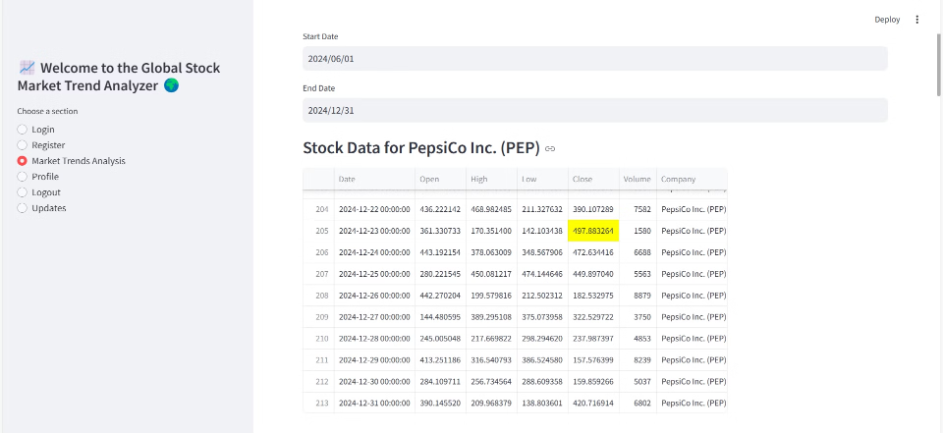 Deploy
📈 Welcome to the Global Stock
Market Trend Analyzer 🌍
Choose a section
Login
Register
Market Trends Analysis
Profile
Logout
Updates
Start Date
2024/06/01
End Date
2024/12/31
Stock Data for PepsiCo Inc. (PEP)
Date Open High Low Close Volume Company
204 2024-12-22 00:00:00 436.222142 468.982485 211.327632 390.107289 7582 PepsiCo Inc. (PEP)
205 2024-12-23 00:00:00 361.330733 170.351400 142.103438 497.883264 1580 PepsiCo Inc. (PEP)
206 2024-12-24 00:00:00 443.192154 378.063009 348.567906 472.634416 6688 PepsiCo Inc. (PEP)
207 2024-12-25 00:00:00 280.221545 450.081217 474.144646 449.897040 5563 PepsiCo Inc. (PEP)
208 2024-12-26 00:00:00 442.270204 199.579816 212.502312 182.532975 8879 PepsiCo Inc. (PEP)
209 2024-12-27 00:00:00 144.480595 389.295108 375.073958 322.529722 3750 PepsiCo Inc. (PEP)
210 2024-12-28 00:00:00 245.005048 217.669822 298.294620 237.987397 4853 PepsiCo Inc. (PEP)
211 2024-12-29 00:00:00 413.251186 316.540793 386.524580 157.576399 8239 PepsiCo Inc. (PEP)
212 2024-12-30 00:00:00 284.109711 256.734564 288.609358 159.859266 5037 PepsiCo Inc. (PEP)
213 2024-12-31 00:00:00 390.145520 209.968379 138.803601 420.716914 6802 PepsiCo Inc. (PEP)